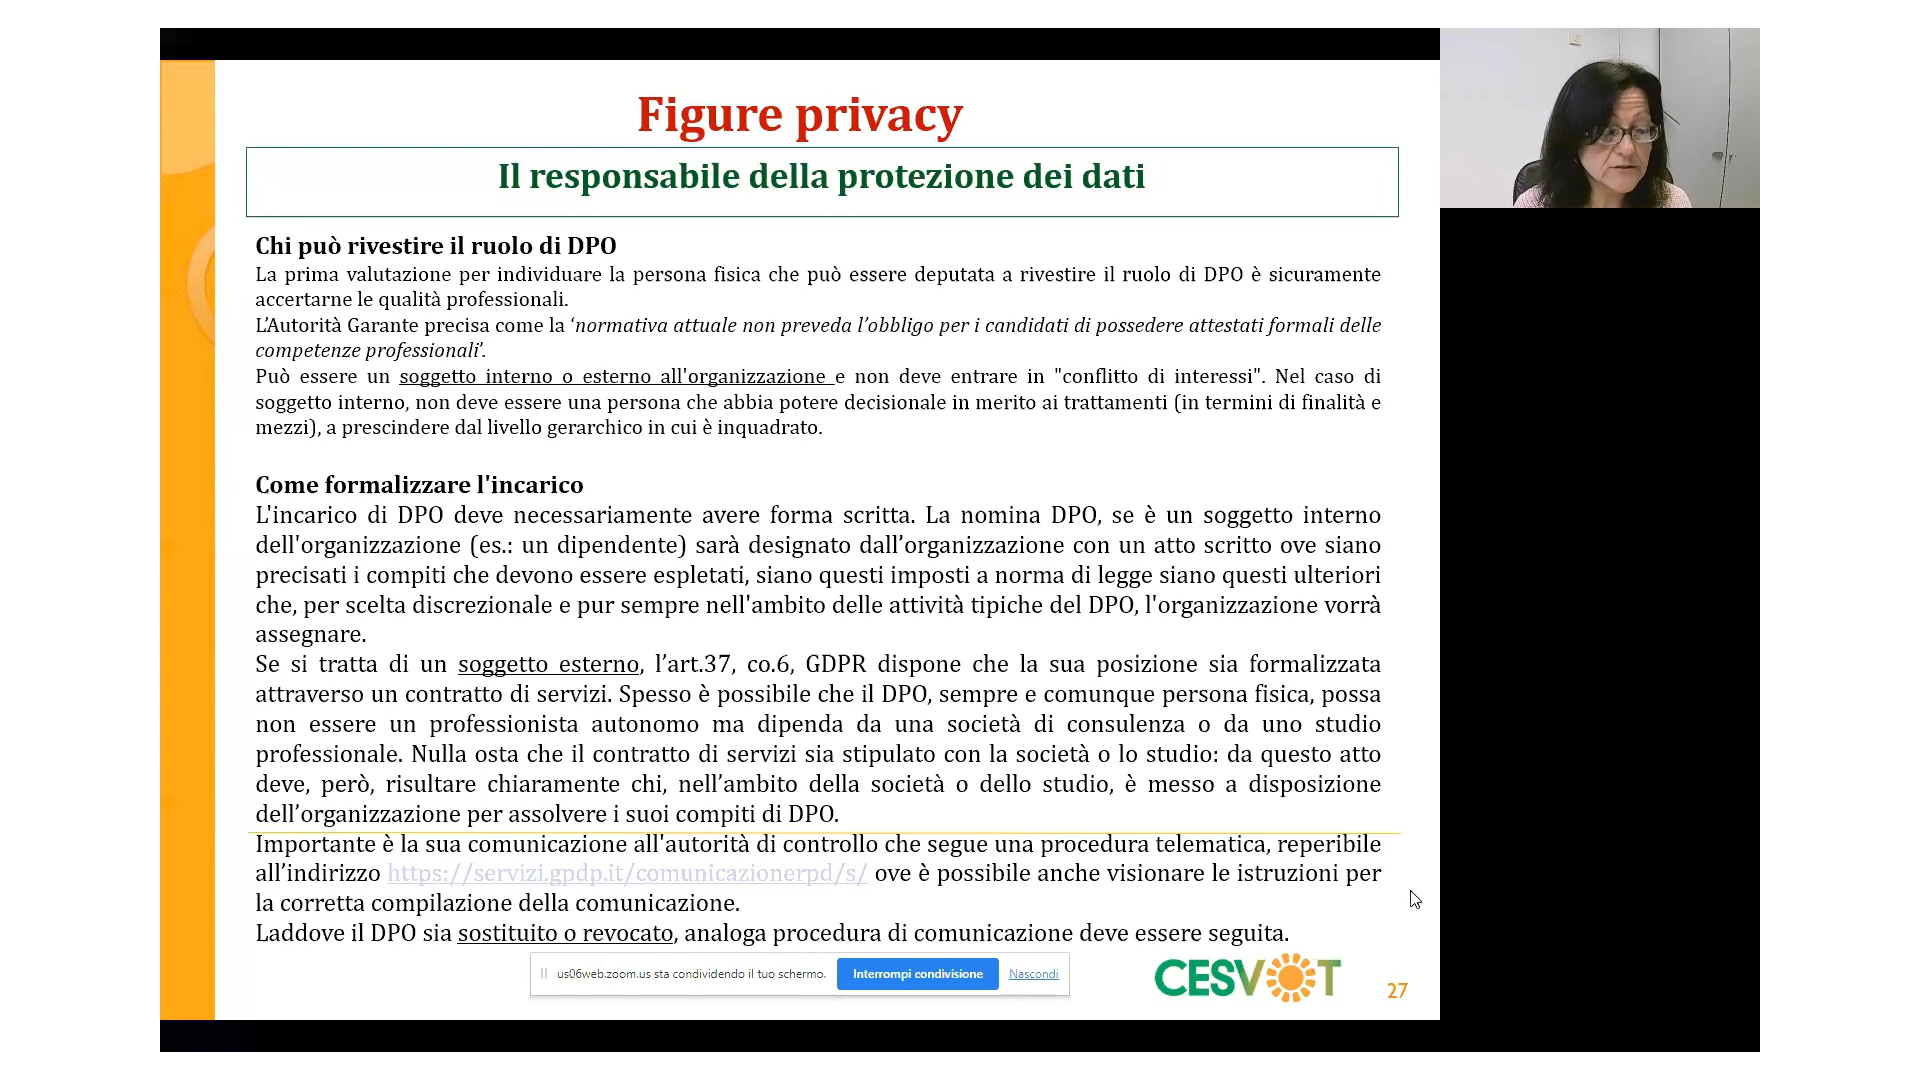 Figure privacy
Il responsabile della protezione dei dati
Chi può rivestire il ruolo di DPO
La prima valutazione per individuare la persona fisica che può essere deputata a rivestire il ruolo di DPO è sicuramente
accertarne le qualità professionali.
L’Autorità Garante precisa come la ‘normativa attuale non preveda l’obbligo per i candidati di possedere attestati formali delle
competenze professionali’.
Può essere un soggetto interno o esterno all'organizzazione e non deve entrare in "conflitto di interessi". Nel caso di
soggetto interno, non deve essere una persona che abbia potere decisionale in merito ai trattamenti (in termini di finalità e
mezzi), a prescindere dal livello gerarchico in cui è inquadrato.
Come formalizzare l'incarico
L'incarico di DPO deve necessariamente avere forma scritta. La nomina DPO, se è un soggetto interno
dell'organizzazione (es.: un dipendente) sarà designato dall’organizzazione con un atto scritto ove siano
precisati i compiti che devono essere espletati, siano questi imposti a norma di legge siano questi ulteriori
che, per scelta discrezionale e pur sempre nell'ambito delle attività tipiche del DPO, l'organizzazione vorrà
assegnare.
Se si tratta di un soggetto esterno, l’art.37, co.6, GDPR dispone che la sua posizione sia formalizzata
attraverso un contratto di servizi. Spesso è possibile che il DPO, sempre e comunque persona fisica, possa
non essere un professionista autonomo ma dipenda da una società di consulenza o da uno studio
professionale. Nulla osta che il contratto di servizi sia stipulato con la società o lo studio: da questo atto
deve, però, risultare chiaramente chi, nell’ambito della società o dello studio, è messo a disposizione
dell’organizzazione per assolvere i suoi compiti di DPO.
Importante è la sua comunicazione all'autorità di controllo che segue una procedura telematica, reperibile
all’indirizzo https://servizi.gpdp.it/comunicazionerpd/s/ ove è possibile anche visionare le istruzioni per
la corretta compilazione della comunicazione.
Laddove il DPO sia sostituito o revocato, analoga procedura di comunicazione deve essere seguita.
us06web.zoom.us sta condividendo il tuo schermo. Interrompi condivisione Nascondi
CESVOT
27